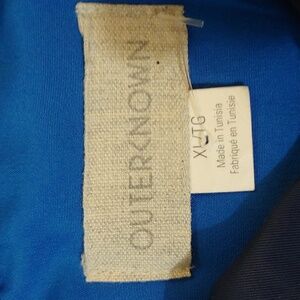 OUTERKNOWN
XL/TG
Made in Tunisia
Fabriqué en Tunisie